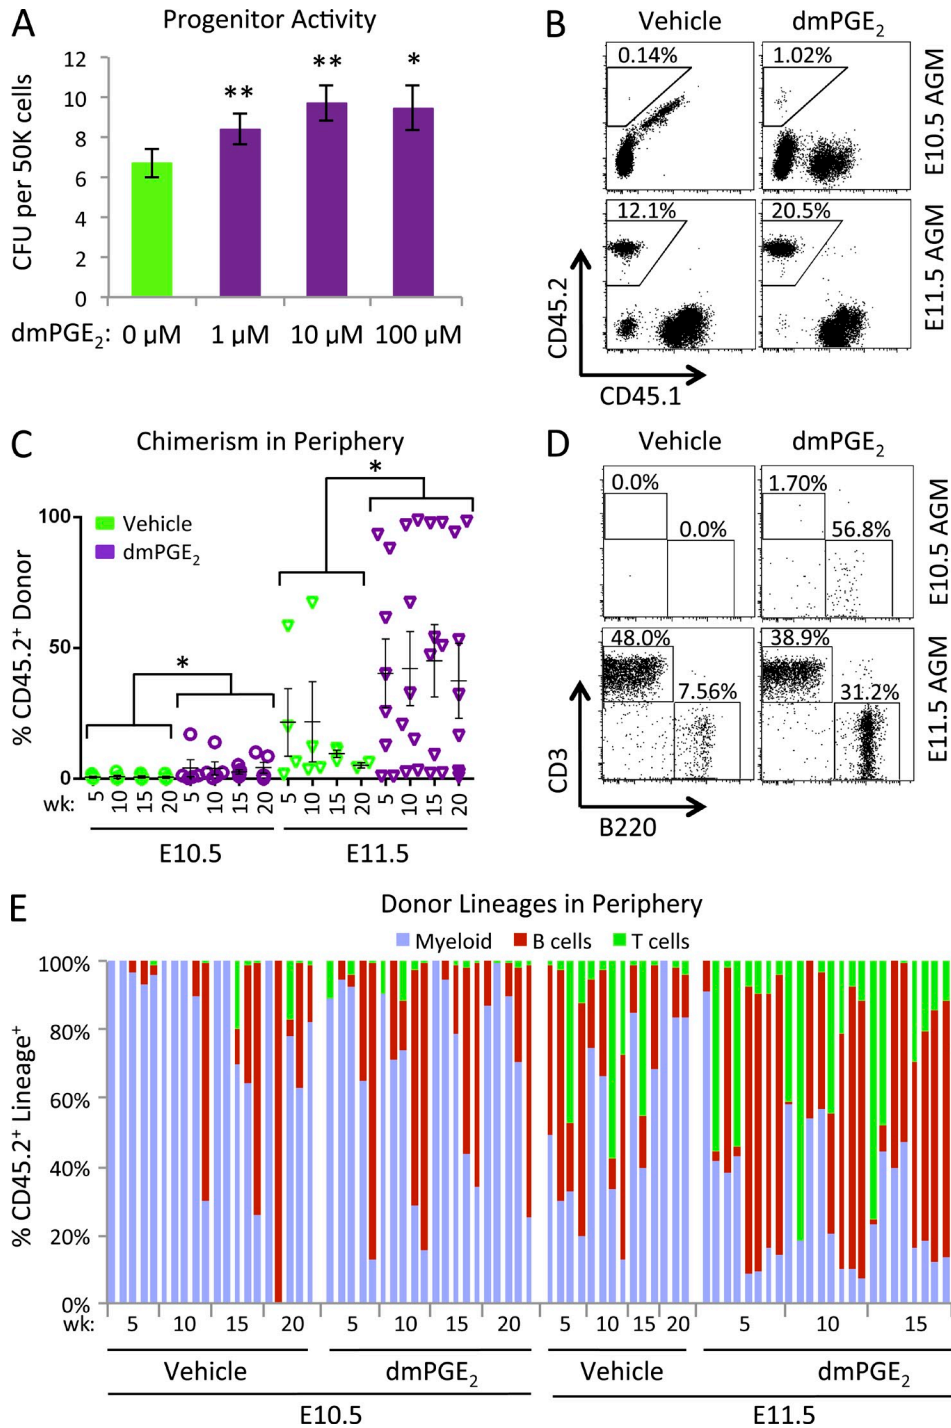 A
Progenitor Activity
CFU per 50K cells
12
10
8
6
4
2
0
**
**
*
dmPGE₂: 0 µM 1 µM 10 µM 100 µM
B
Vehicle dmPGE₂
0.14% 1.02%
E10.5 AGM
12.1% 20.5%
E11.5 AGM
CD45.2
CD45.1
C
Chimerism in Periphery
% CD45.2⁺ Donor
100
50
0
Vehicle
dmPGE₂
*
*
wk: 5 10 15 20 5 10 15 20 5 10 15 20 5 10 15 20
E10.5 E11.5
D
Vehicle dmPGE₂
0.0% 1.70%
0.0% 56.8%
E10.5 AGM
48.0% 38.9%
7.56% 31.2%
E11.5 AGM
CD3
B220
E
Donor Lineages in Periphery
Myeloid B cells T cells
% CD45.2⁺ Lineage⁺
100%
80%
60%
40%
20%
0%
wk: 5 10 15 20 5 10 15 20 5 10 15 20 5 10 15
Vehicle dmPGE₂ Vehicle dmPGE₂
E10.5 E11.5